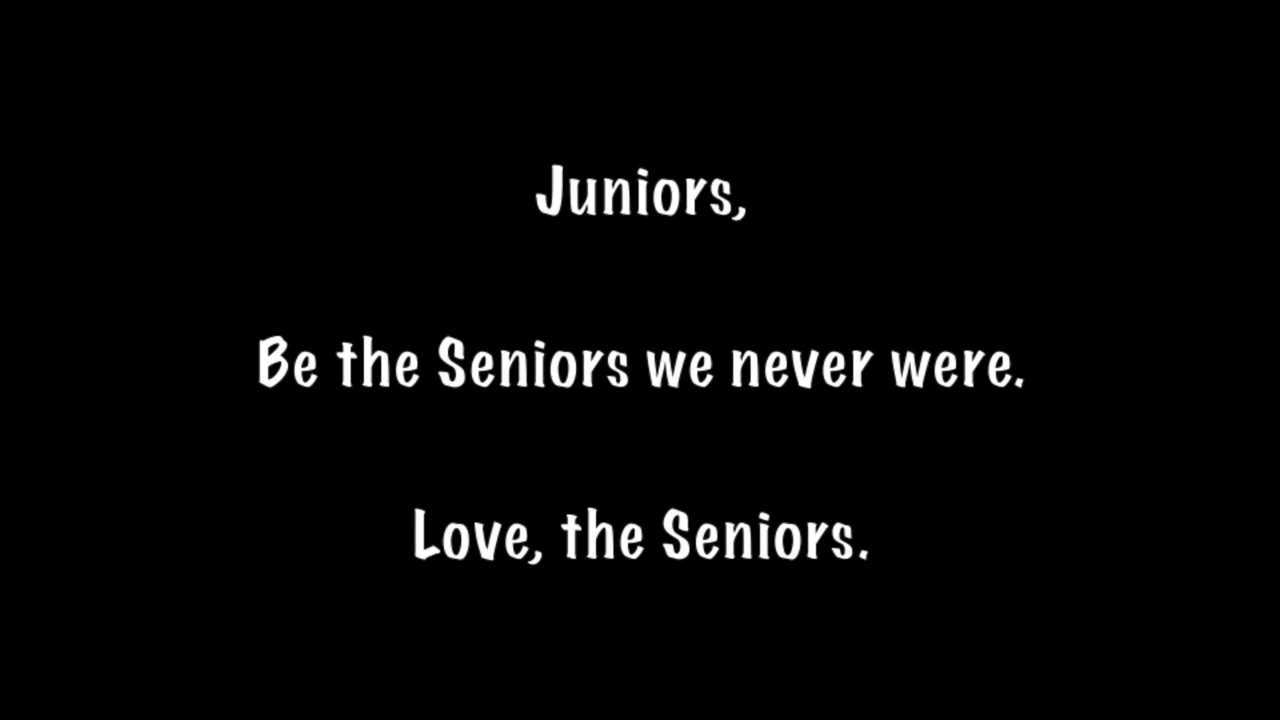 Juniors,
Be the Seniors we never were.
Love, the Seniors.